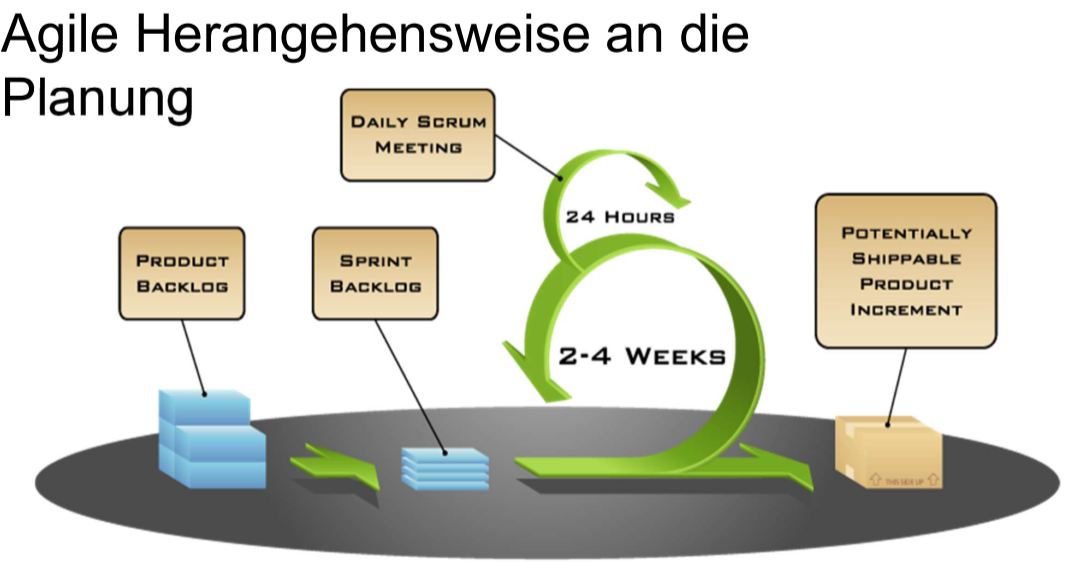 Agile Herangehensweise an die
Planung
DAILY SCRUM
MEETING
24 HOURS
PRODUCT
BACKLOG
SPRINT
BACKLOG
POTENTIALLY
SHIPPABLE
PRODUCT
INCREMENT
2-4 WEEKS
THIS SIDE UP